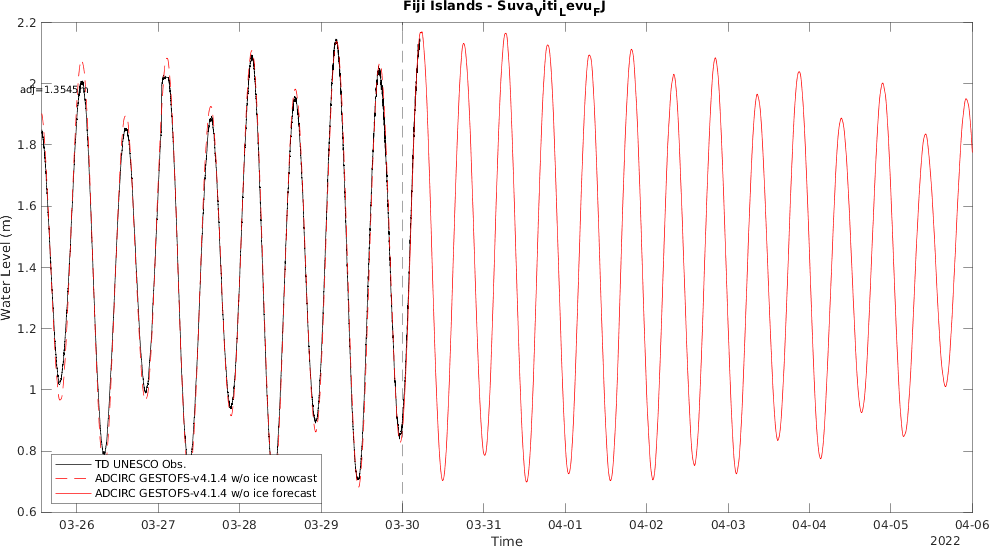 Fiji Islands - SuvaVitiLevuFJ
2.2
2
adj=1.3545m
1.8
1.6
1.4
1.2
1
0.8
0.6
Water Level (m)
TD UNESCO Obs.
ADCIRC GESTOFS-v4.1.4 w/o ice nowcast
ADCIRC GESTOFS-v4.1.4 w/o ice forecast
03-26 03-27 03-28 03-29 03-30 03-31 04-01 04-02 04-03 04-04 04-05 04-06
Time
2022